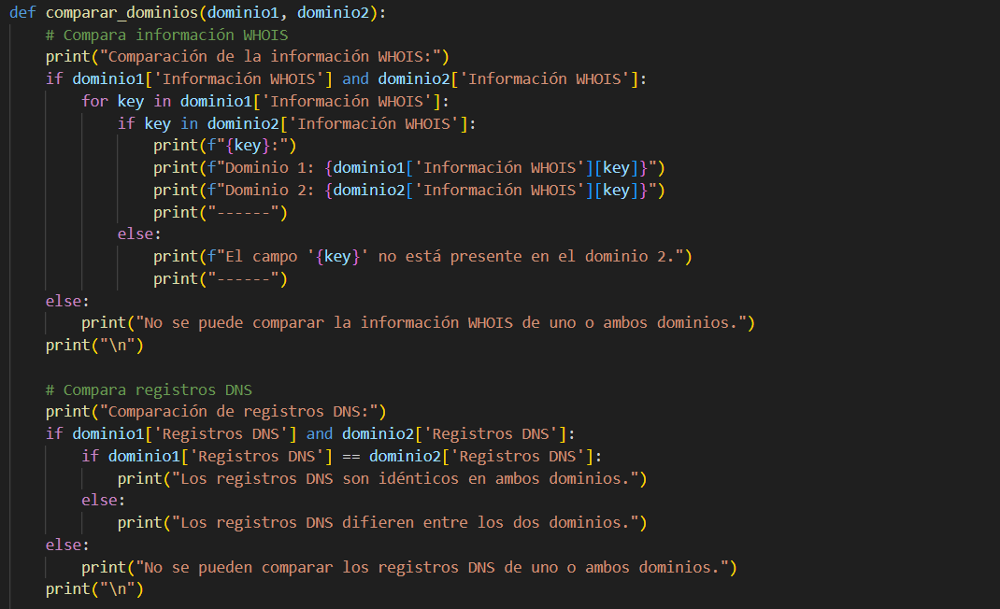 def comparar_dominios(dominio1, dominio2):
    # Compara información WHOIS
    print("Comparación de la información WHOIS:")
    if dominio1['Información WHOIS'] and dominio2['Información WHOIS']:
        for key in dominio1['Información WHOIS']:
            if key in dominio2['Información WHOIS']:
                print(f"{key}:")
                print(f"Dominio 1: {dominio1['Información WHOIS'][key]}")
                print(f"Dominio 2: {dominio2['Información WHOIS'][key]}")
                print("------")
            else:
                print(f"El campo '{key}' no está presente en el dominio 2.")
                print("------")
    else:
        print("No se puede comparar la información WHOIS de uno o ambos dominios.")
    print("\n")

    # Compara registros DNS
    print("Comparación de registros DNS:")
    if dominio1['Registros DNS'] and dominio2['Registros DNS']:
        if dominio1['Registros DNS'] == dominio2['Registros DNS']:
            print("Los registros DNS son idénticos en ambos dominios.")
        else:
            print("Los registros DNS difieren entre los dos dominios.")
    else:
        print("No se pueden comparar los registros DNS de uno o ambos dominios.")
    print("\n")